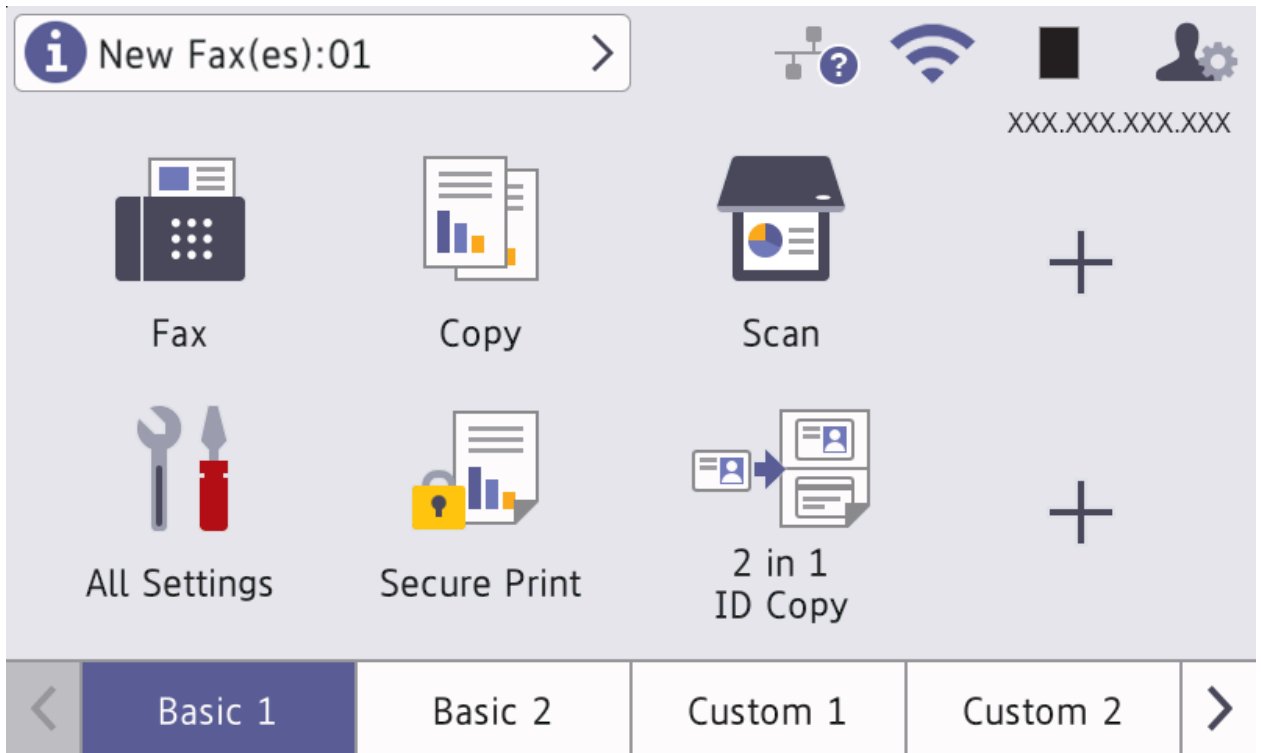 New Fax(es):01
XXX.XXX.XXX.XXX
Fax
Copy
Scan
All Settings
Secure Print
2 in 1
ID Copy
Basic 1
Basic 2
Custom 1
Custom 2